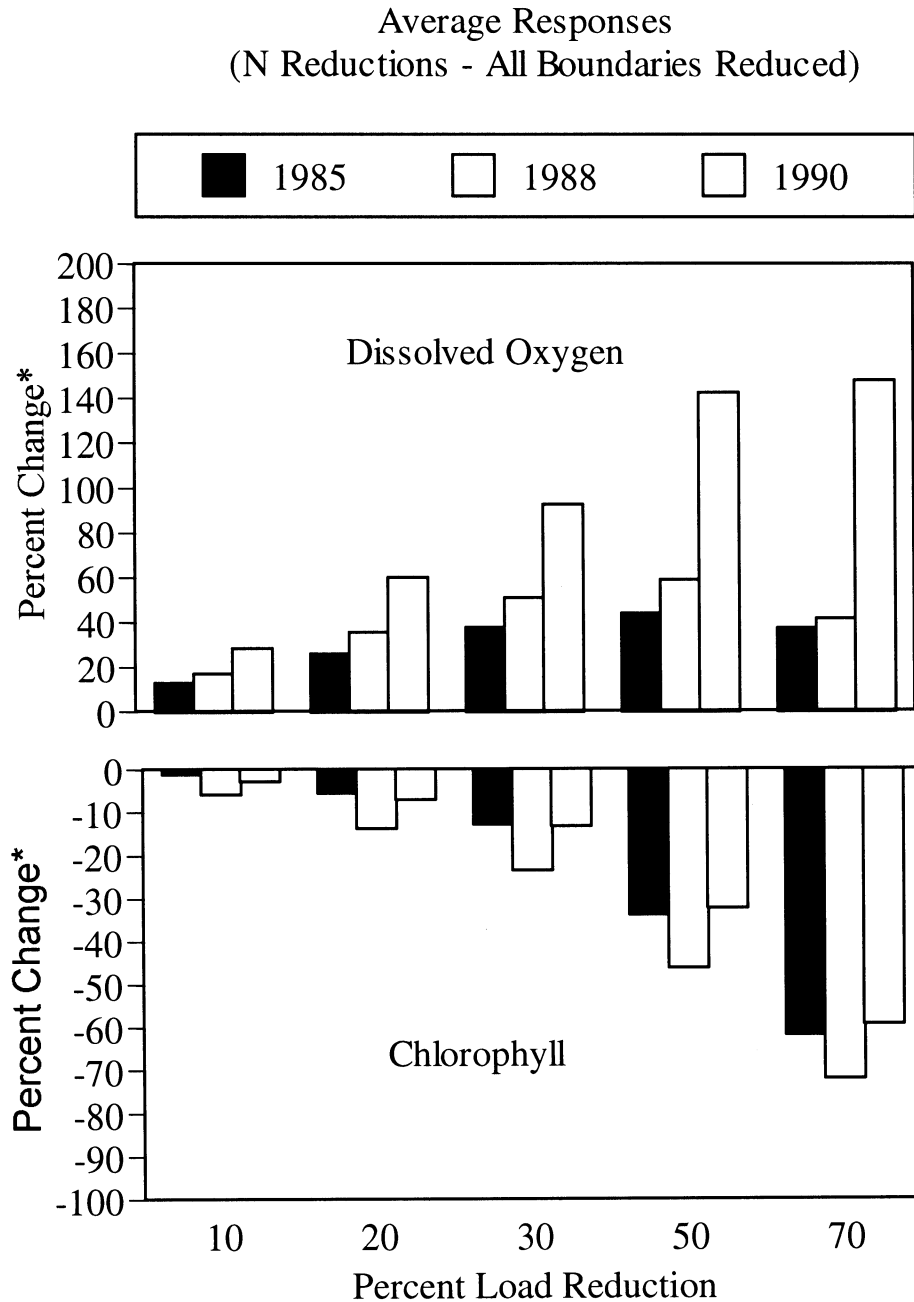 Average Responses
(N Reductions - All Boundaries Reduced)
1985 1988 1990
Dissolved Oxygen
Percent Change*
200
180
160
140
120
100
80
60
40
20
0
Chlorophyll
Percent Change*
0
-10
-20
-30
-40
-50
-60
-70
-80
-90
-100
10 20 30 50 70
Percent Load Reduction